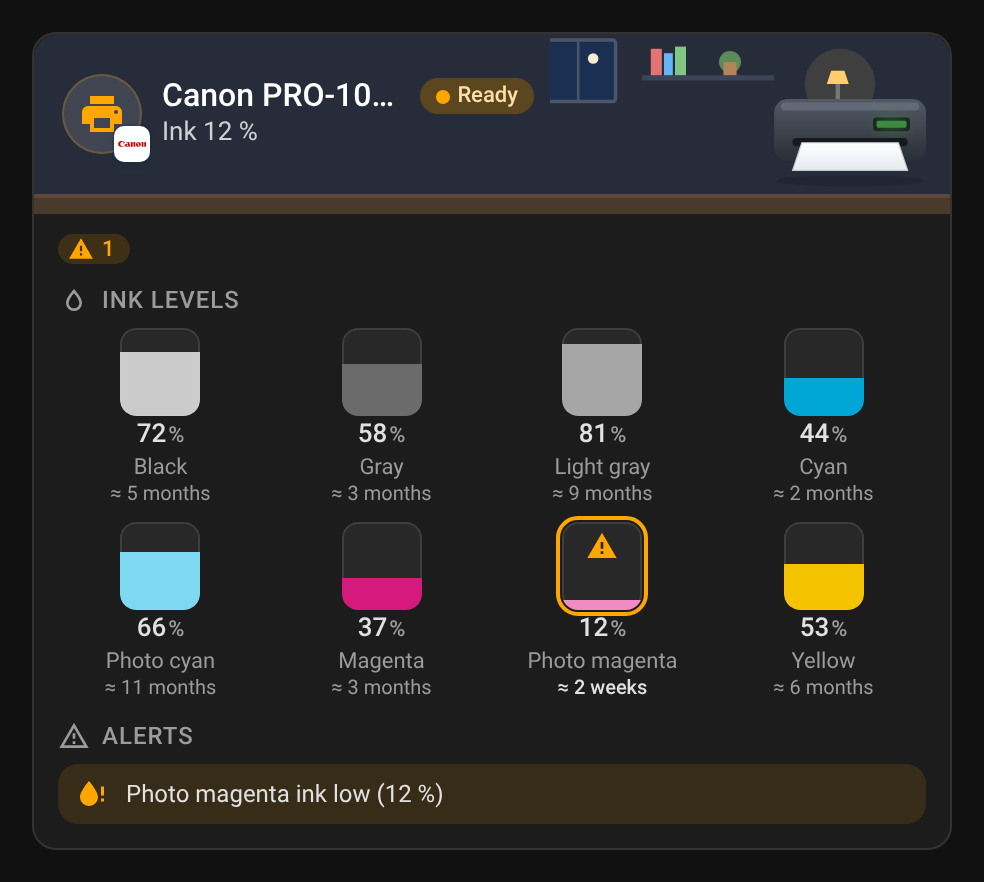 Canon PRO-10…
Ready
Ink 12 %
Canon
1
INK LEVELS
72% 58% 81% 44%
Black Gray Light gray Cyan
≈ 5 months ≈ 3 months ≈ 9 months ≈ 2 months
66% 37% 12% 53%
Photo cyan Magenta Photo magenta Yellow
≈ 11 months ≈ 3 months ≈ 2 weeks ≈ 6 months
ALERTS
Photo magenta ink low (12 %)